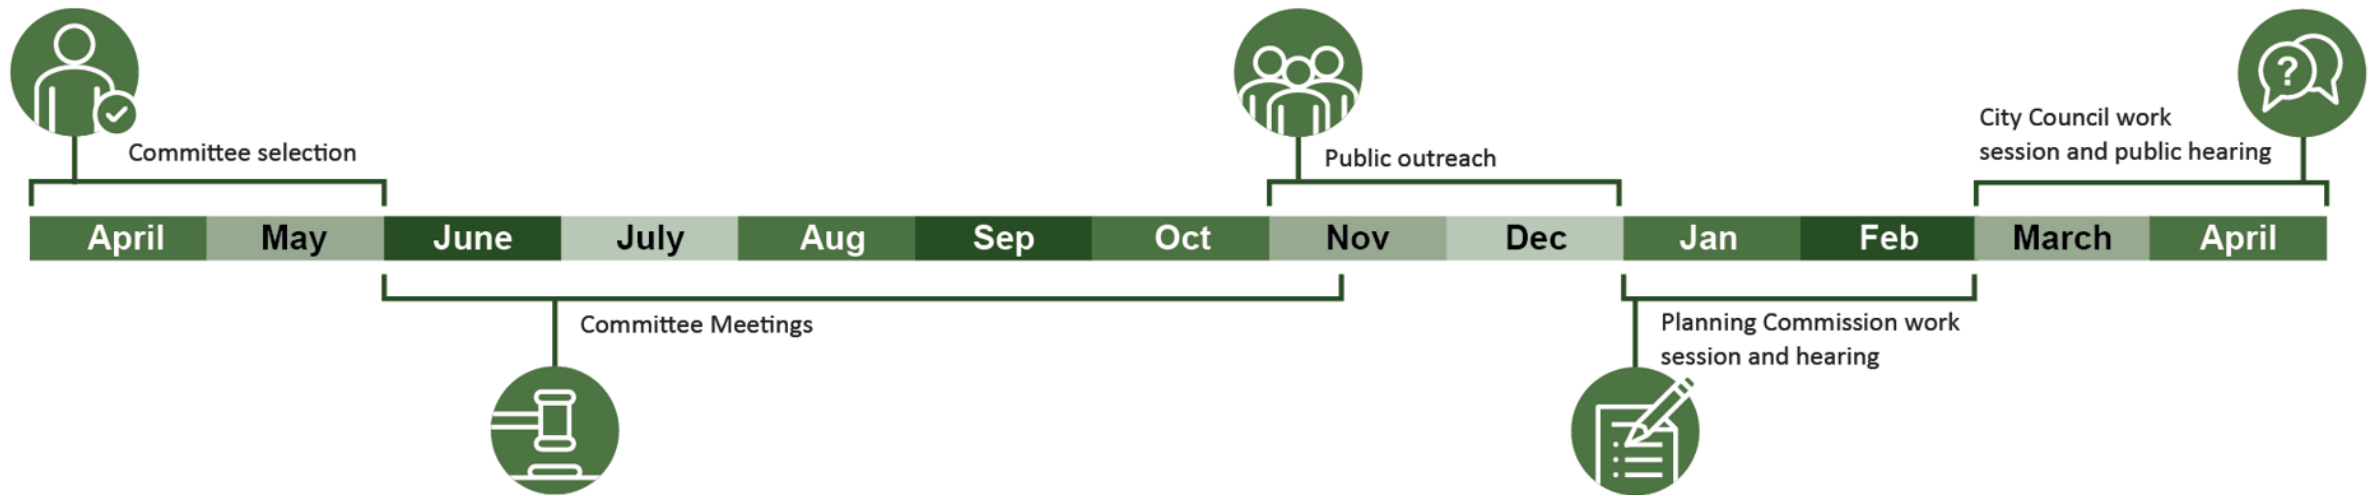 Committee selection
Public outreach
City Council work
session and public hearing
?
April May June July Aug Sep Oct Nov Dec Jan Feb March April
Committee Meetings
Planning Commission work
session and hearing